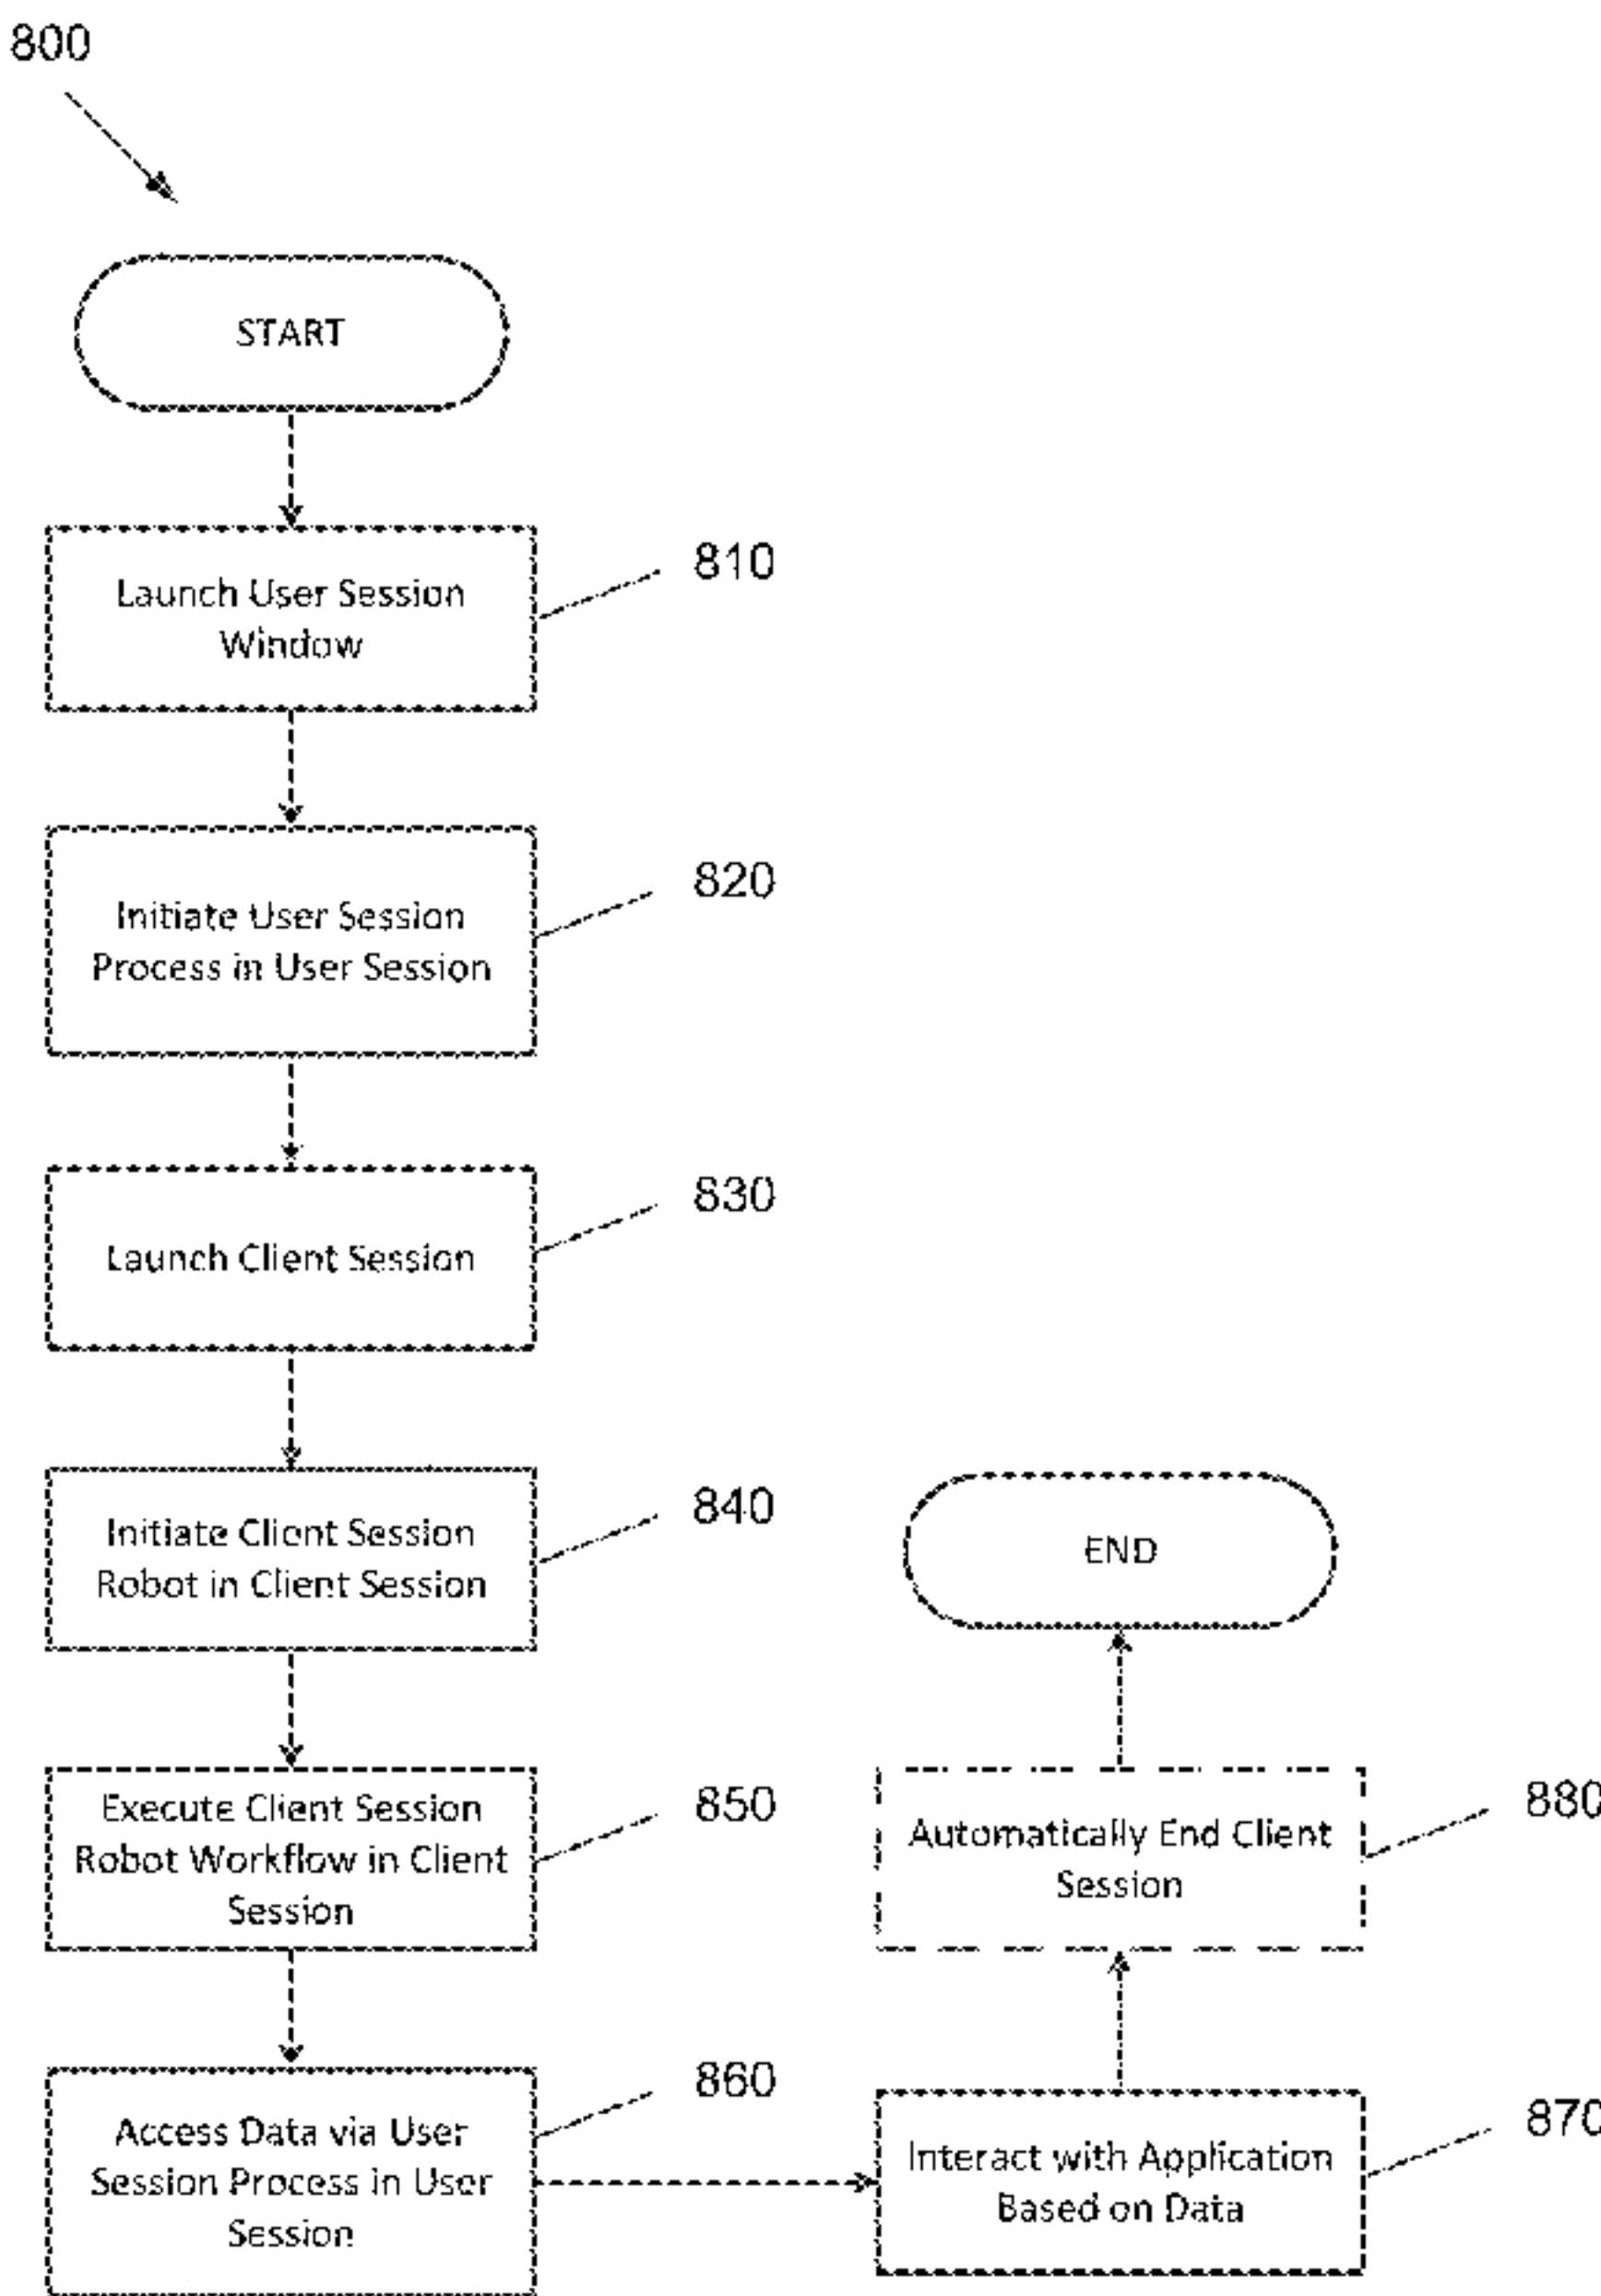 800
START
Launch User Session
Window
810
Initiate User Session
Process in User Session
820
Launch Client Session
830
Initiate Client Session
Robot in Client Session
840
Execute Client Session
Robot Workflow in Client
Session
850
Access Data via User
Session Process in User
Session
860
Interact with Application
Based on Data
870
Automatically End Client
Session
880
END